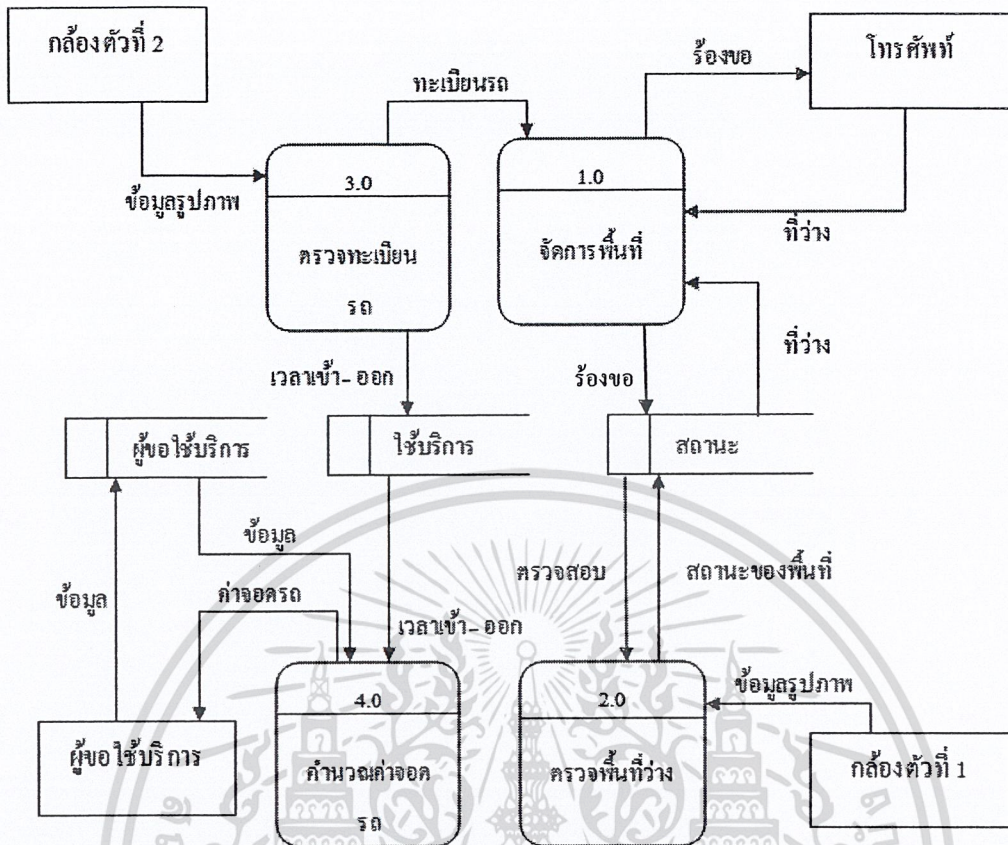 กล้องตัวที่ 2
โทรศัพท์
ร้องขอ
ทะเบียนรถ
ข้อมูลรูปภาพ
3.0
ตรวจทะเบียน
รถ
1.0
จัดการพื้นที่
ที่ว่าง
ที่ว่าง
เวลาเข้า-ออก
ร้องขอ
ผู้ขอใช้บริการ
ใช้บริการ
สถานะ
ข้อมูล
ข้อมูล
ค่าจอดรถ
เวลาเข้า-ออก
ตรวจสอบ
สถานะของพื้นที่
ข้อมูลรูปภาพ
ผู้ขอใช้บริการ
4.0
คำนวณค่าจอด
รถ
2.0
ตรวจพื้นที่ว่าง
กล้องตัวที่ 1